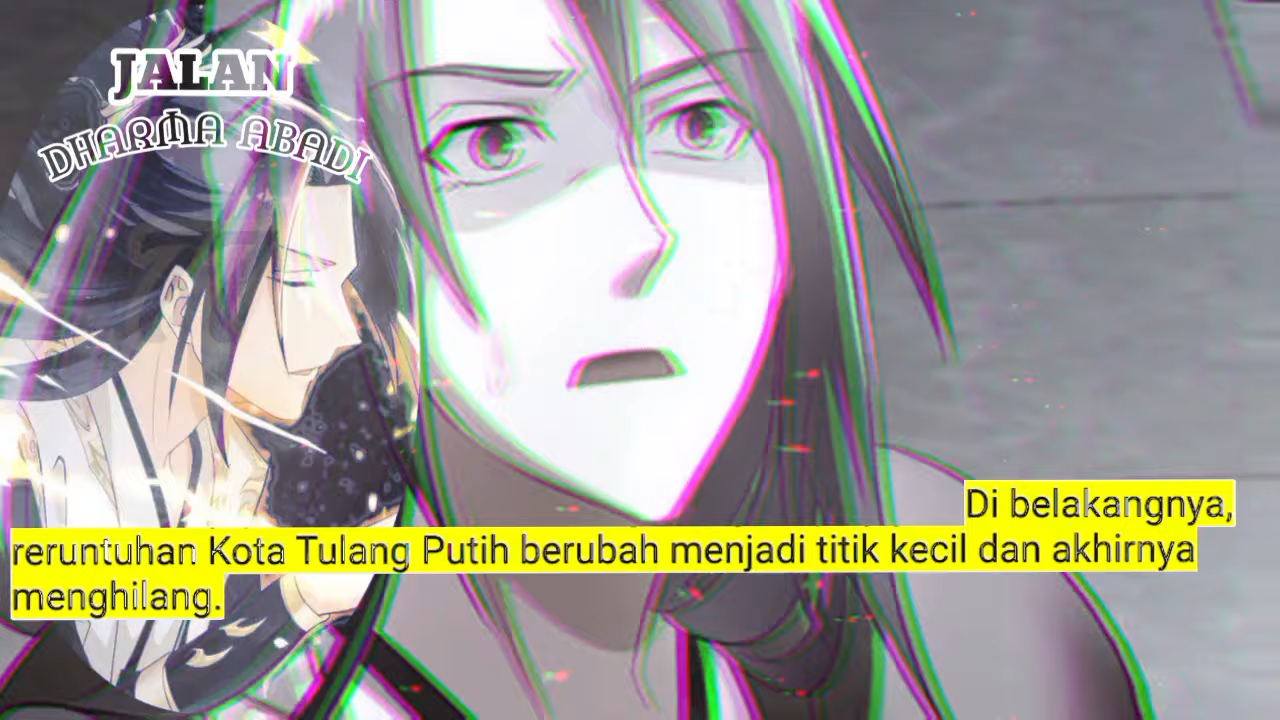 JALAN
DHARMA ABADI
Di belakangnya,
reruntuhan Kota Tulang Putih berubah menjadi titik kecil dan akhirnya
menghilang.